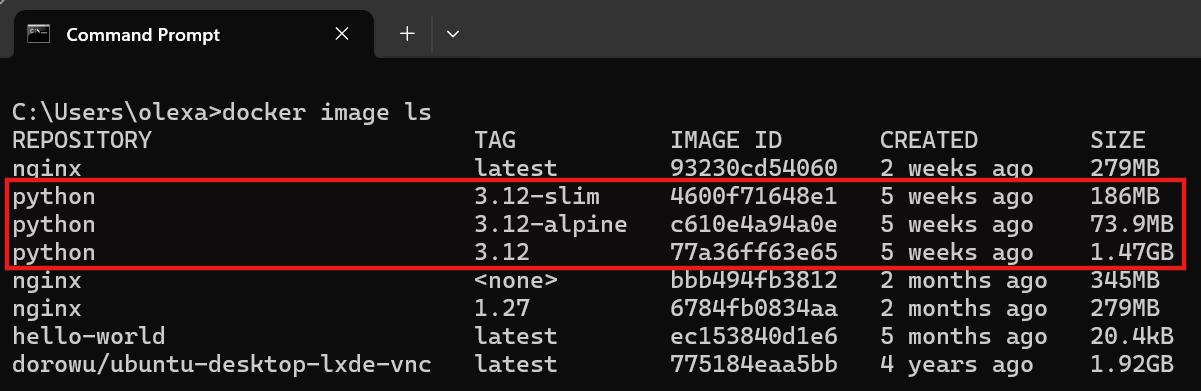 Command Prompt
C:\Users\olexa>docker image ls
REPOSITORY TAG IMAGE ID CREATED SIZE
nginx latest 93230cd54060 2 weeks ago 279MB
python 3.12-slim 4600f71648e1 5 weeks ago 186MB
python 3.12-alpine c610e4a94a0e 5 weeks ago 73.9MB
python 3.12 77a36ff63e65 5 weeks ago 1.47GB
nginx <none> bbb494fb3812 2 months ago 345MB
nginx 1.27 6784fb0834aa 2 months ago 279MB
hello-world latest ec153840d1e6 5 months ago 20.4kB
dorowu/ubuntu-desktop-lxde-vnc latest 775184eaa5bb 4 years ago 1.92GB